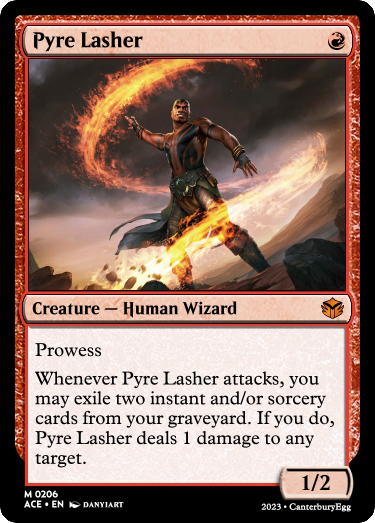 Pyre Lasher
Creature — Human Wizard
Prowess
Whenever Pyre Lasher attacks, you
may exile two instant and/or sorcery
cards from your graveyard. If you do,
Pyre Lasher deals 1 damage to any
target.
1/2
M 0206
ACE • EN DANYIART
2023 • CanterburyEgg